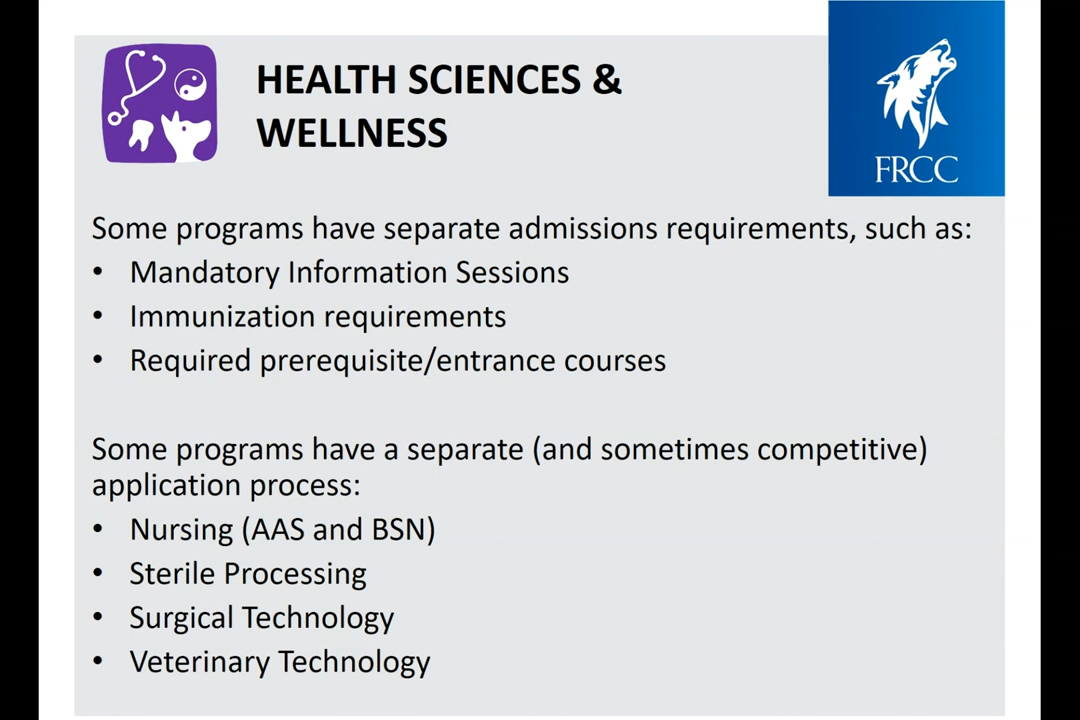 HEALTH SCIENCES &
WELLNESS
FRCC
Some programs have separate admissions requirements, such as:
• Mandatory Information Sessions
• Immunization requirements
• Required prerequisite/entrance courses
Some programs have a separate (and sometimes competitive)
application process:
• Nursing (AAS and BSN)
• Sterile Processing
• Surgical Technology
• Veterinary Technology